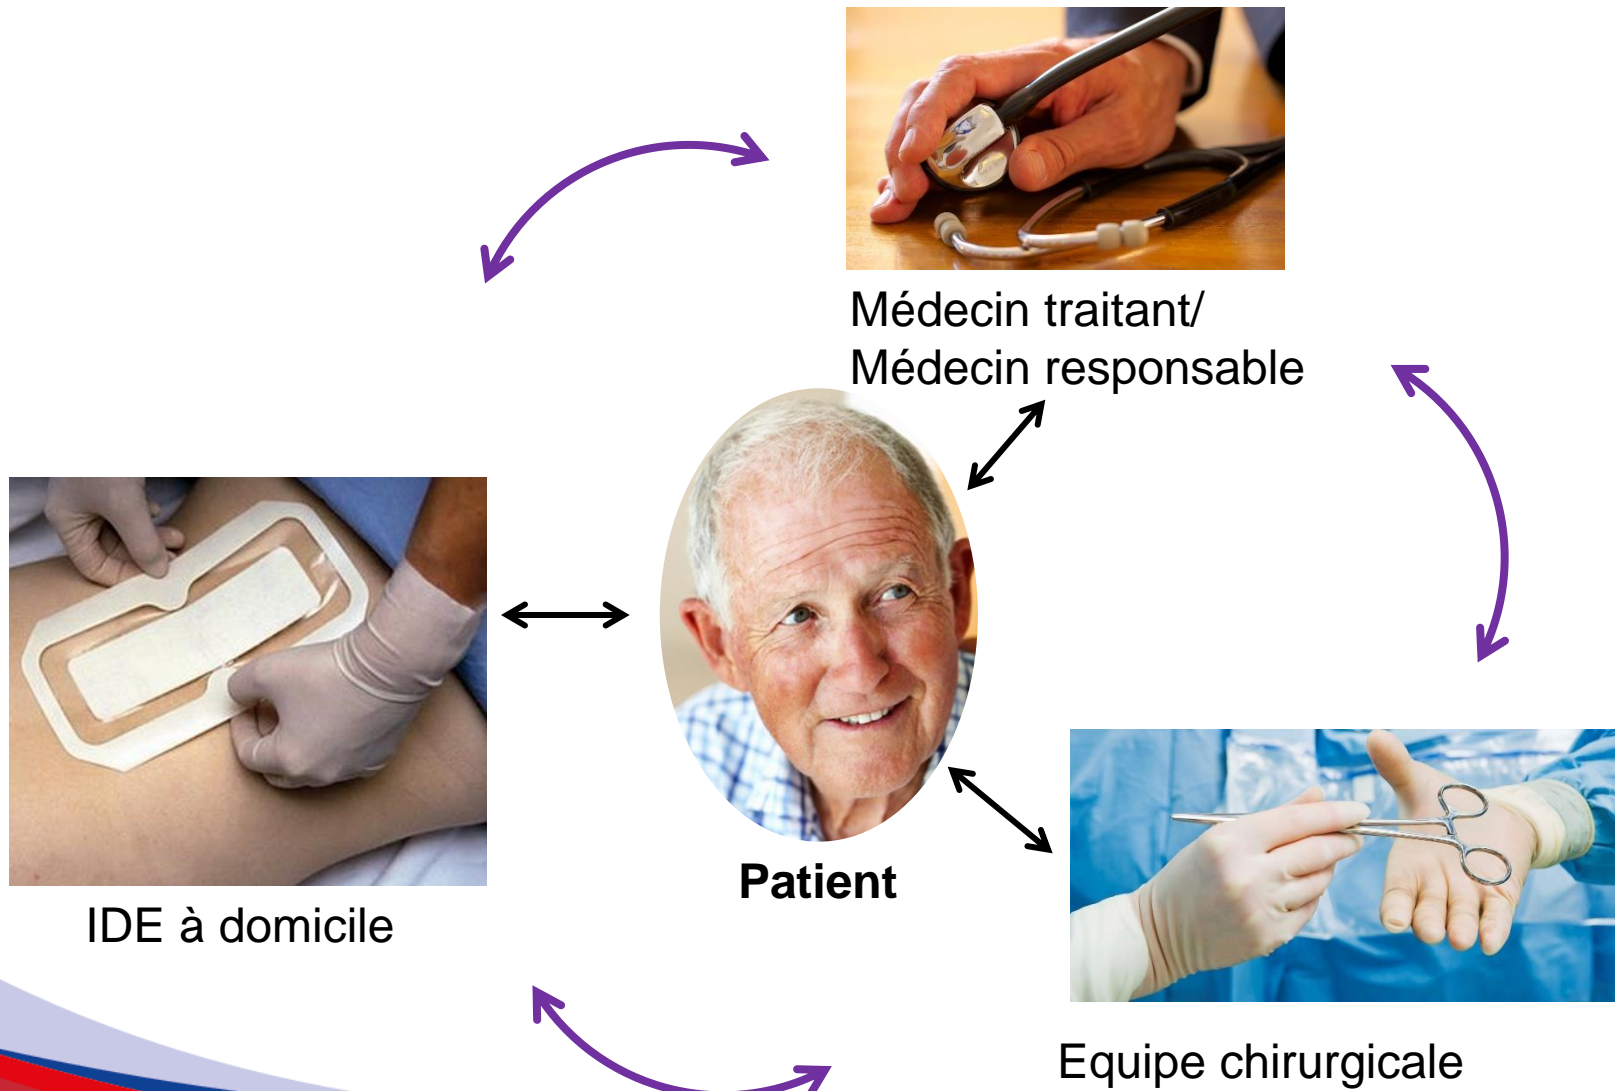 Médecin traitant/
Médecin responsable
Patient
IDE à domicile
Equipe chirurgicale